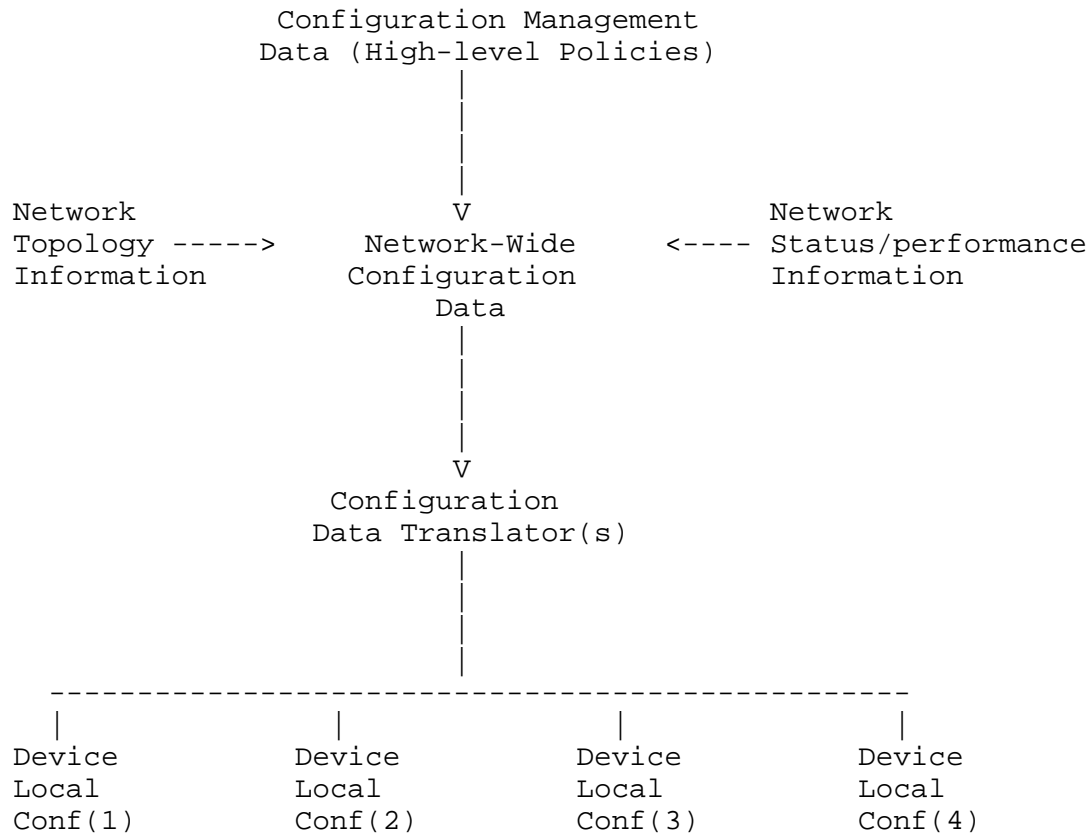 Configuration Management
Data (High-level Policies)
|
|
|
|
|
Network V Network
Topology -----> Network-Wide <---- Status/performance
Information Configuration Information
Data
|
|
|
|
|
V
Configuration
Data Translator(s)
|
|
|
|
|
-------------------------------------------------
| | | |
Device Device Device Device
Local Local Local Local
Conf(1) Conf(2) Conf(3) Conf(4)